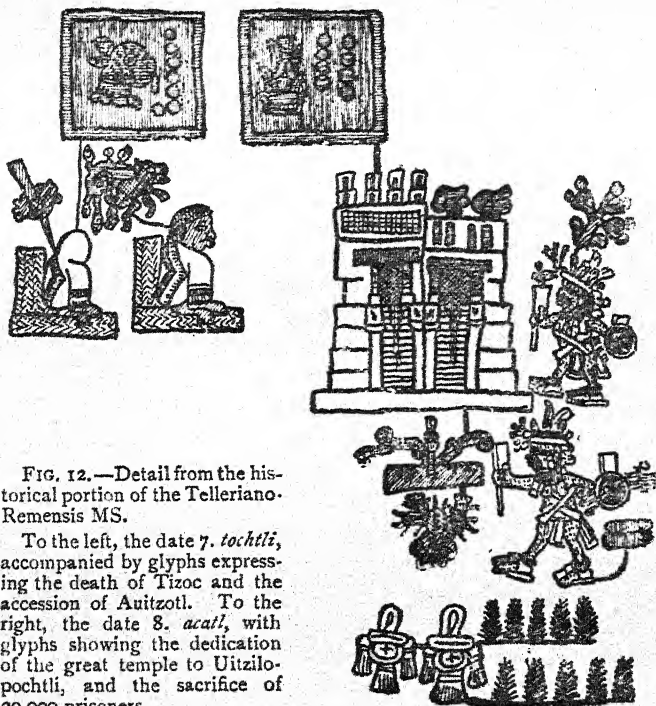 FIG. 12.—Detail from the his-
torical portion of the Telleriano-
Remensis MS.
To the left, the date 7. tochtli,
accompanied by glyphs express-
ing the death of Tizoc and the
accession of Auitzotl. To the
right, the date 8. acatl, with
glyphs showing the dedication
of the great temple to Uitzilo-
pochtli, and the sacrifice of
prisoners